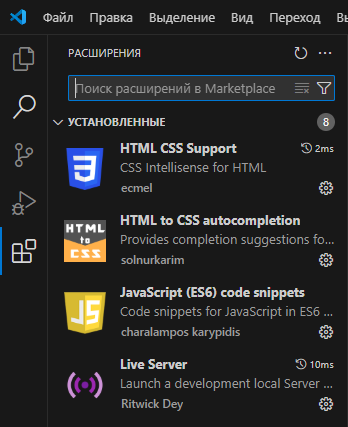 Файл Правка Выделение Вид Переход В
РАСШИРЕНИЯ
Поиск расширений в Marketplace
УСТАНОВЛЕННЫЕ 8
HTML CSS Support 2ms
CSS Intellisense for HTML
ecmel
HTML to CSS
HTML to CSS autocompletion
Provides completion suggestions fo...
solnurkarim
JS
JavaScript (ES6) code snippets
Code snippets for JavaScript in ES6 ...
charalampos karypidis
Live Server 10ms
Launch a development local Server ...
Ritwick Dey